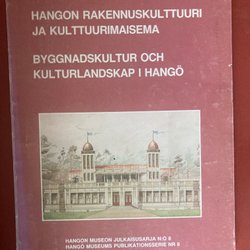 HANGON RAKENNUSKULTTUURI
JA KULTTUURIMAISEMA
BYGGNADSKULTUR OCH
KULTURLANDSKAP I HANGÖ
HANGON MUSEON JULKAISUSARJA N:O 8
HANGÖ MUSEUMS PUBLIKATIONSSERIE NR 8